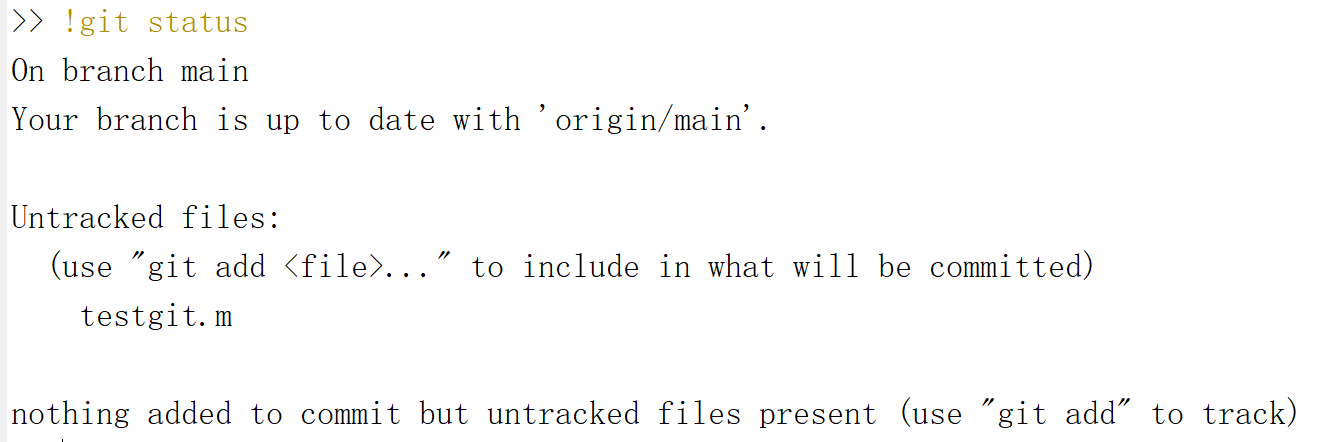 >> !git status
On branch main
Your branch is up to date with 'origin/main'.
Untracked files:
(use "git add <file>..." to include in what will be committed)
testgit.m
nothing added to commit but untracked files present (use "git add" to track)